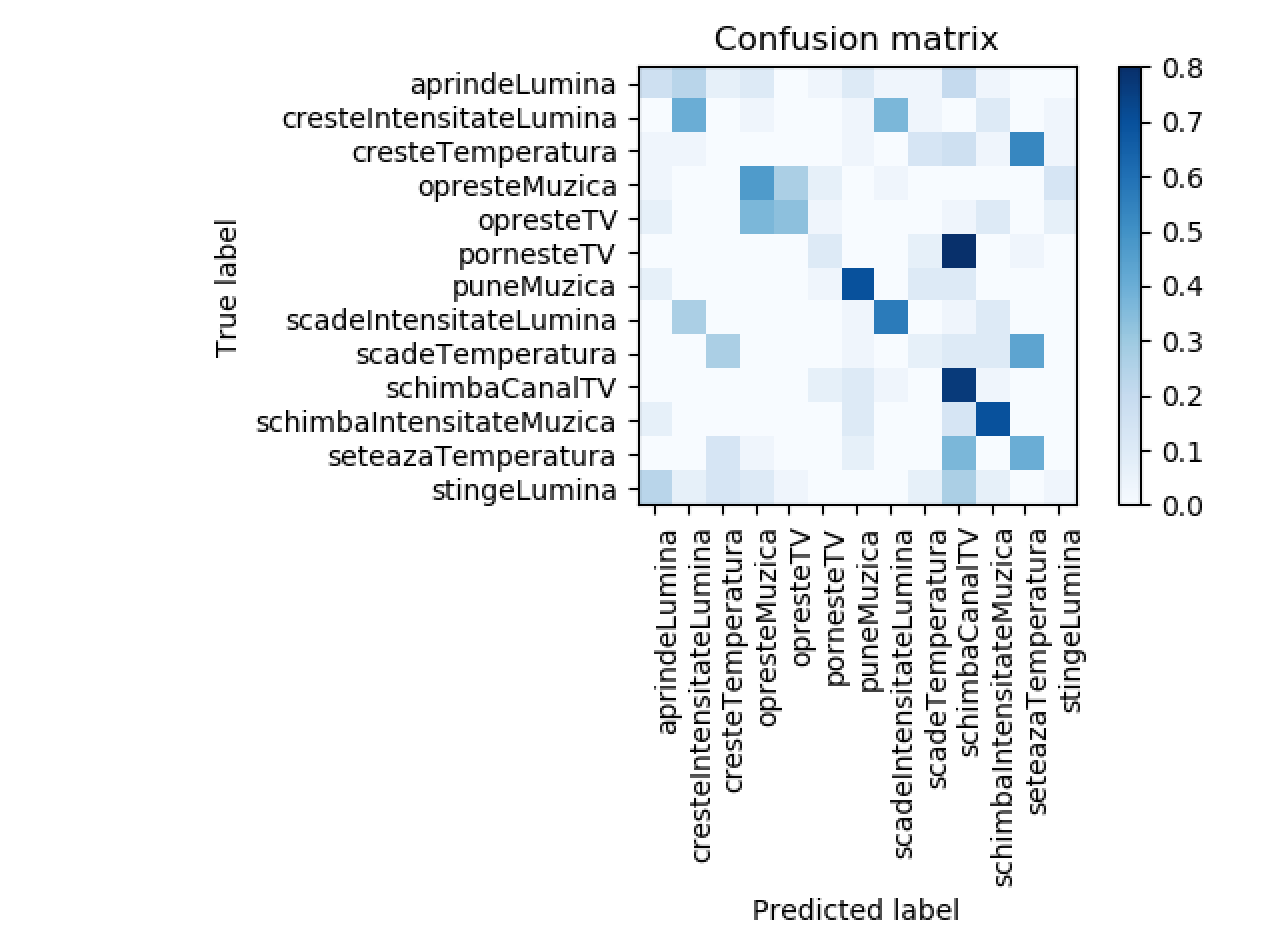 Confusion matrix
True label
aprindeLumina
cresteIntensitateLumina
cresteTemperatura
opresteMuzica
opresteTV
pornesteTV
puneMuzica
scadeIntensitateLumina
scadeTemperatura
schimbaCanalTV
schimbaIntensitateMuzica
seteazaTemperatura
stingeLumina
0.8
0.7
0.6
0.5
0.4
0.3
0.2
0.1
0.0
aprindeLumina
cresteIntensitateLumina
cresteTemperatura
opresteMuzica
opresteTV
pornesteTV
puneMuzica
scadeIntensitateLumina
scadeTemperatura
schimbaCanalTV
schimbaIntensitateMuzica
seteazaTemperatura
stingeLumina
Predicted label